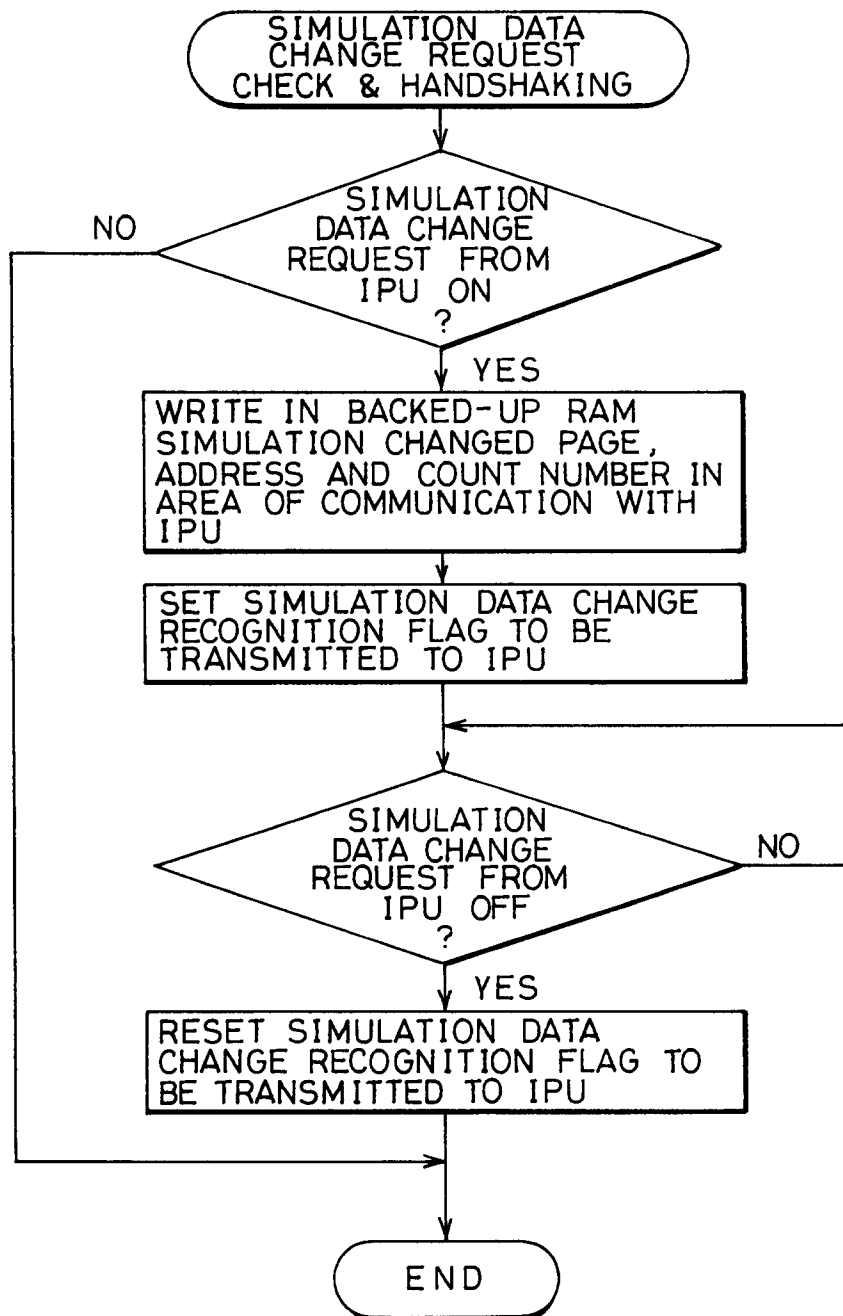 SIMULATION DATA
CHANGE REQUEST
CHECK & HANDSHAKING
SIMULATION
DATA CHANGE
REQUEST FROM
IPU ON
?
NO
YES
WRITE IN BACKED-UP RAM
SIMULATION CHANGED PAGE,
ADDRESS AND COUNT NUMBER IN
AREA OF COMMUNICATION WITH
IPU
SET SIMULATION DATA CHANGE
RECOGNITION FLAG TO BE
TRANSMITTED TO IPU
SIMULATION
DATA CHANGE
REQUEST FROM
IPU OFF
?
NO
YES
RESET SIMULATION DATA
CHANGE RECOGNITION FLAG TO
BE TRANSMITTED TO IPU
END